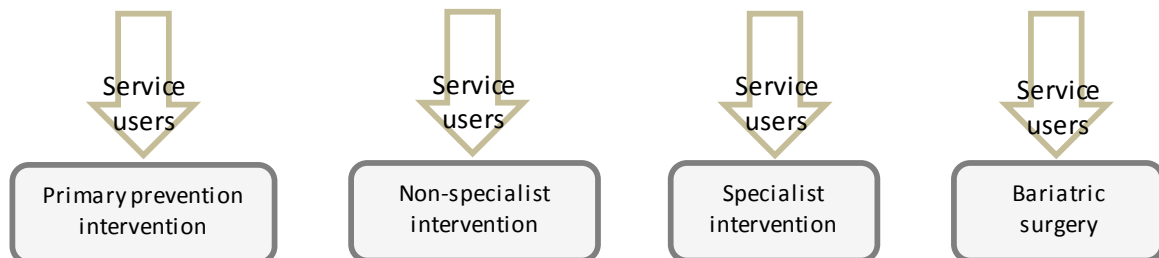 Service
users
Service
users
Service
users
Service
users
Primary prevention
intervention
Non-specialist
intervention
Specialist
intervention
Bariatric
surgery